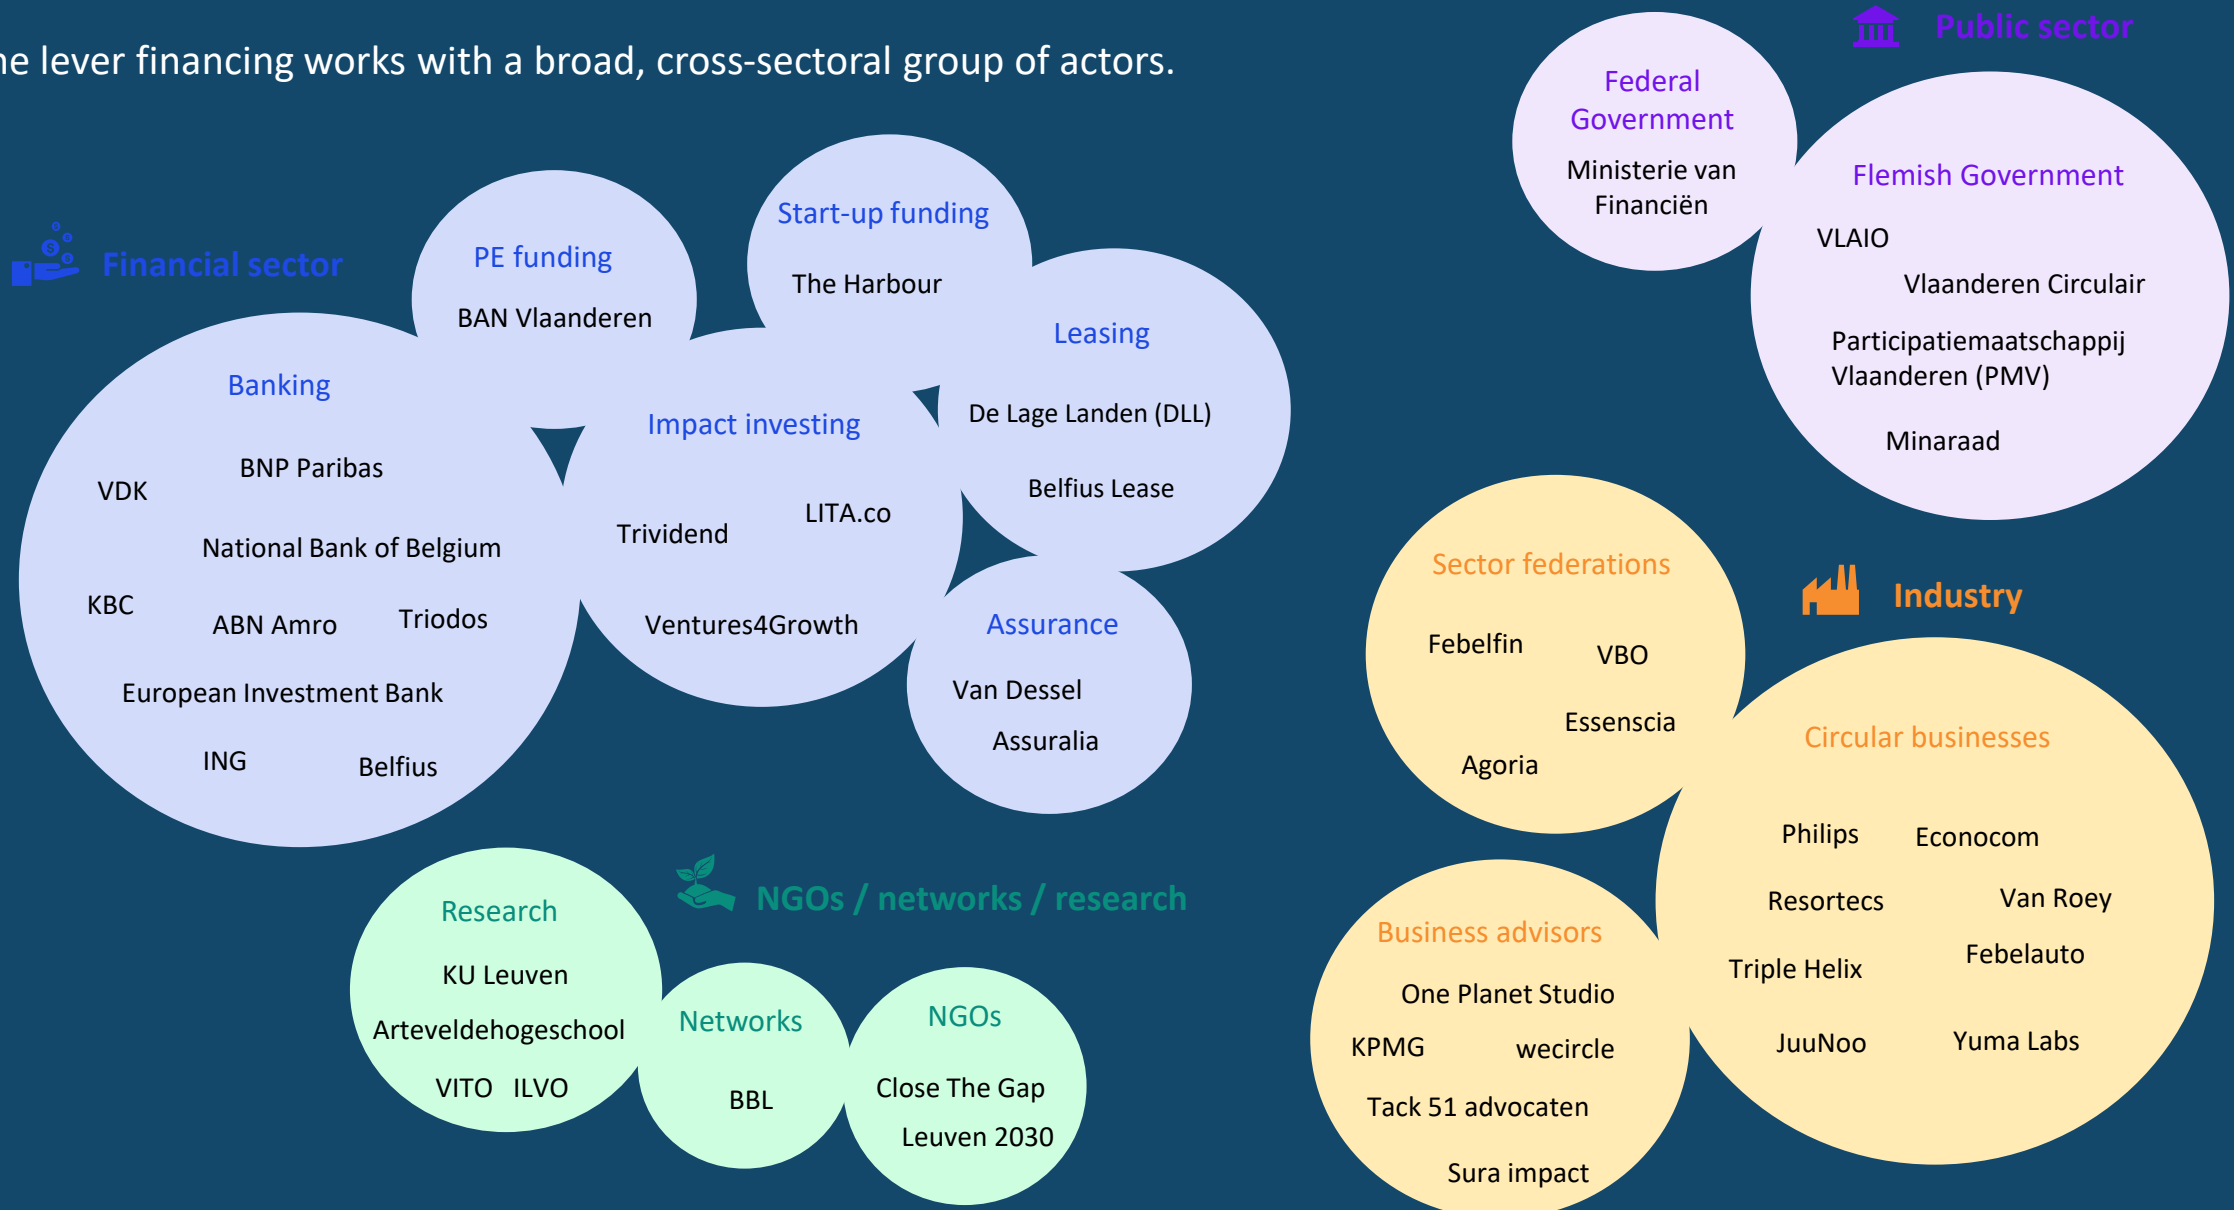 he lever financing works with a broad, cross-sectoral group of actors.
Financial sector
PE funding
BAN Vlaanderen
Start-up funding
The Harbour
Leasing
De Lage Landen (DLL)
Belfius Lease
Banking
BNP Paribas
VDK
National Bank of Belgium
KBC
ABN Amro
Triodos
European Investment Bank
ING
Belfius
Impact investing
LITA.co
Trividend
Ventures4Growth
Assurance
Van Dessel
Assuralia
Public sector
Federal
Government
Ministerie van
Financiën
Flemish Government
VLAIO
Vlaanderen Circulair
Participatiemaatschappij
Vlaanderen (PMV)
Minaraad
Industry
Sector federations
Febelfin
VBO
Essenscia
Agoria
Circular businesses
Philips
Econocom
Resortecs
Van Roey
Febelauto
Triple Helix
JuuNoo
Yuma Labs
Business advisors
One Planet Studio
KPMG
wecircle
Tack 51 advocaten
Sura impact
NGOs / networks / research
Research
KU Leuven
Arteveldehogeschool
VITO ILVO
Networks
BBL
NGOs
Close The Gap
Leuven 2030